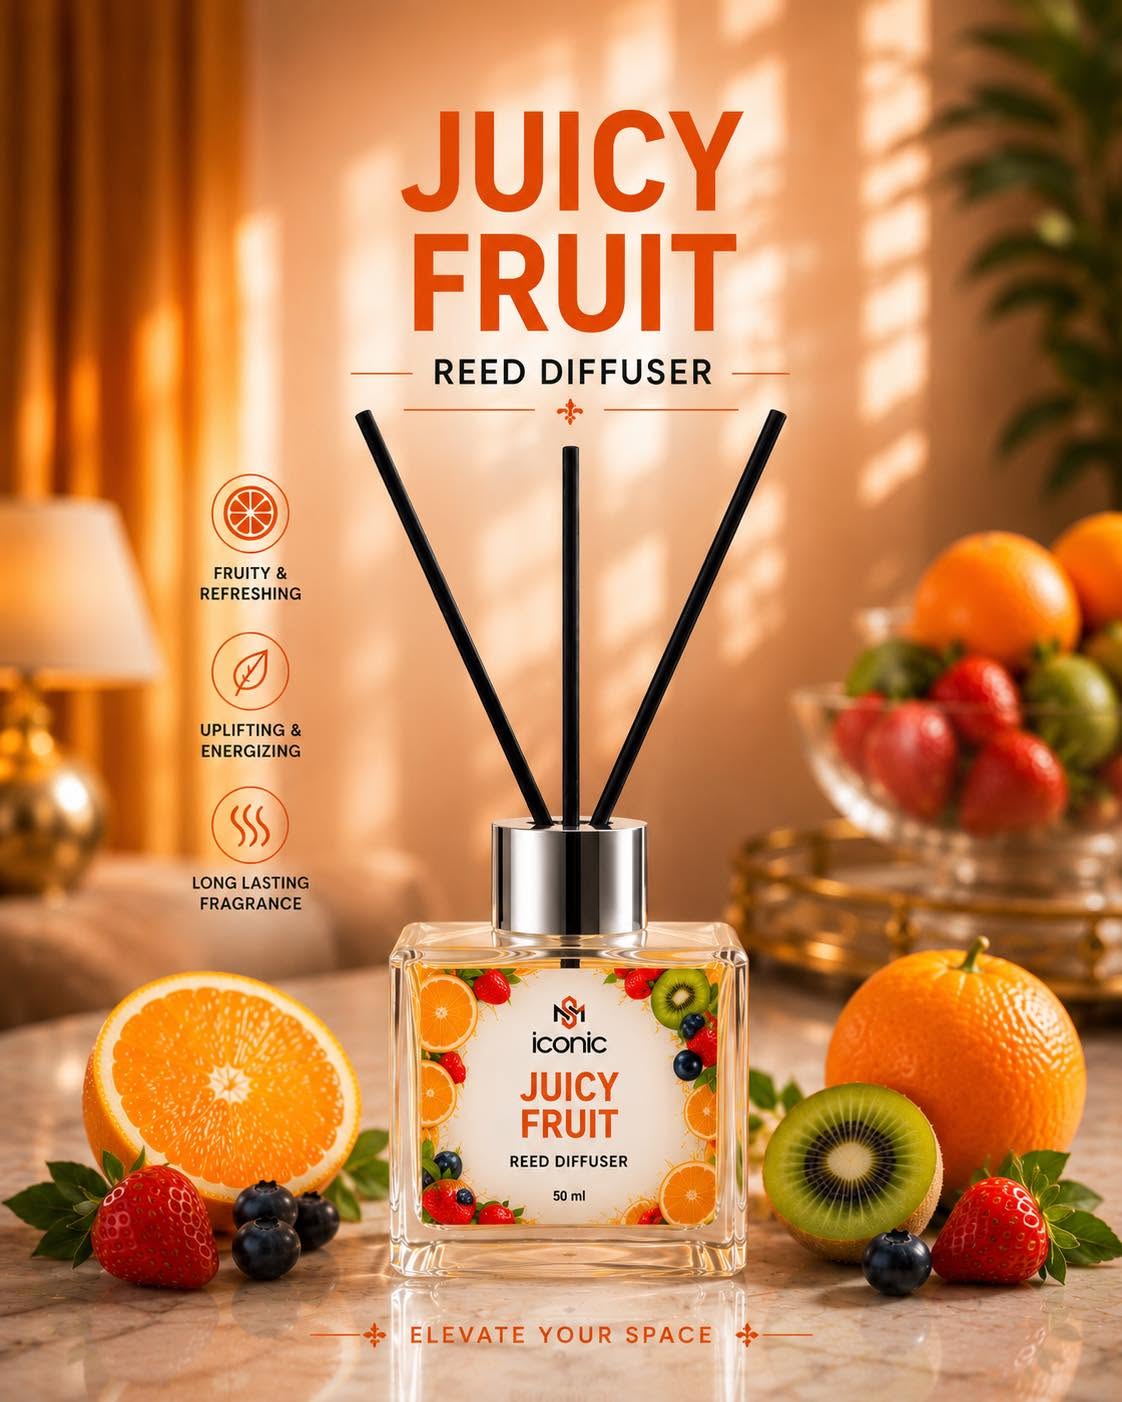 JUICY
FRUIT
REED DIFFUSER
FRUITY &
REFRESHING
UPLIFTING &
ENERGIZING
LONG LASTING
FRAGRANCE
iconic
JUICY
FRUIT
REED DIFFUSER
50 ml
ELEVATE YOUR SPACE